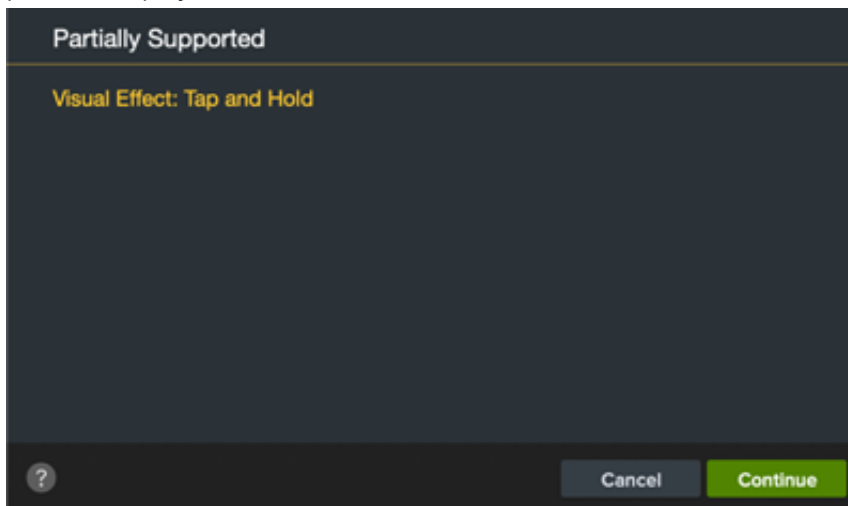 Partially Supported
Visual Effect: Tap and Hold
?
Cancel
Continue